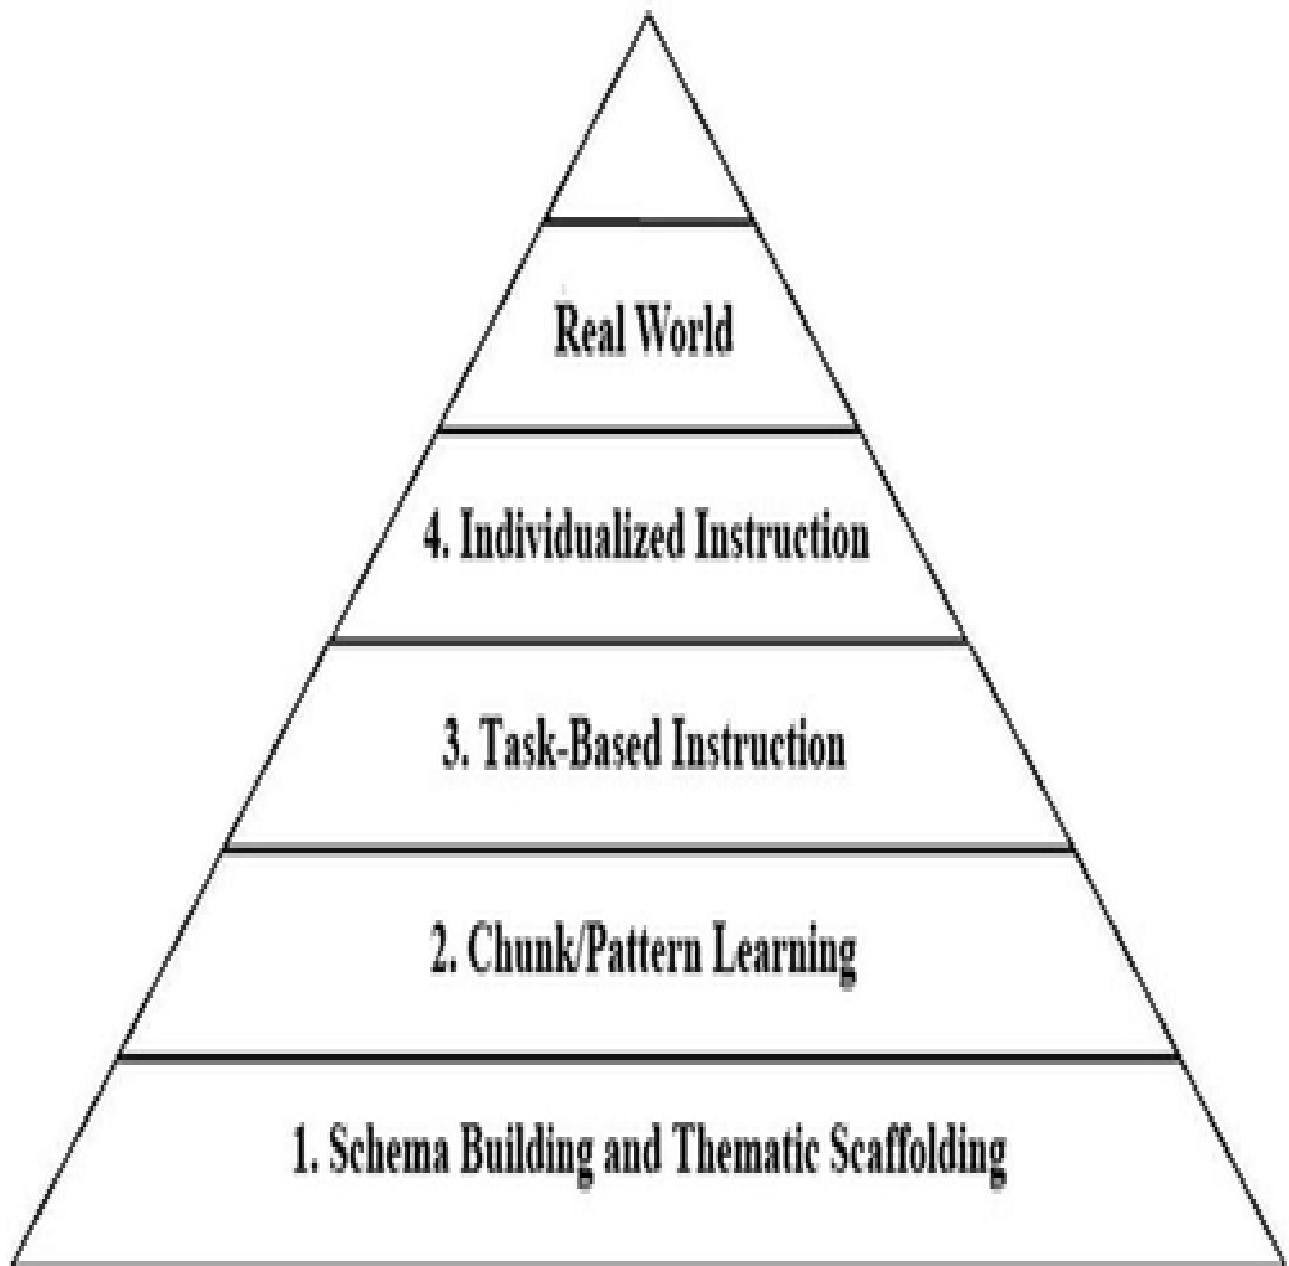 Real World
4. Individualized Instruction
3. Task-Based Instruction
2. Chunk/Pattern Learning
1. Schema Building and Thematic Scaffolding